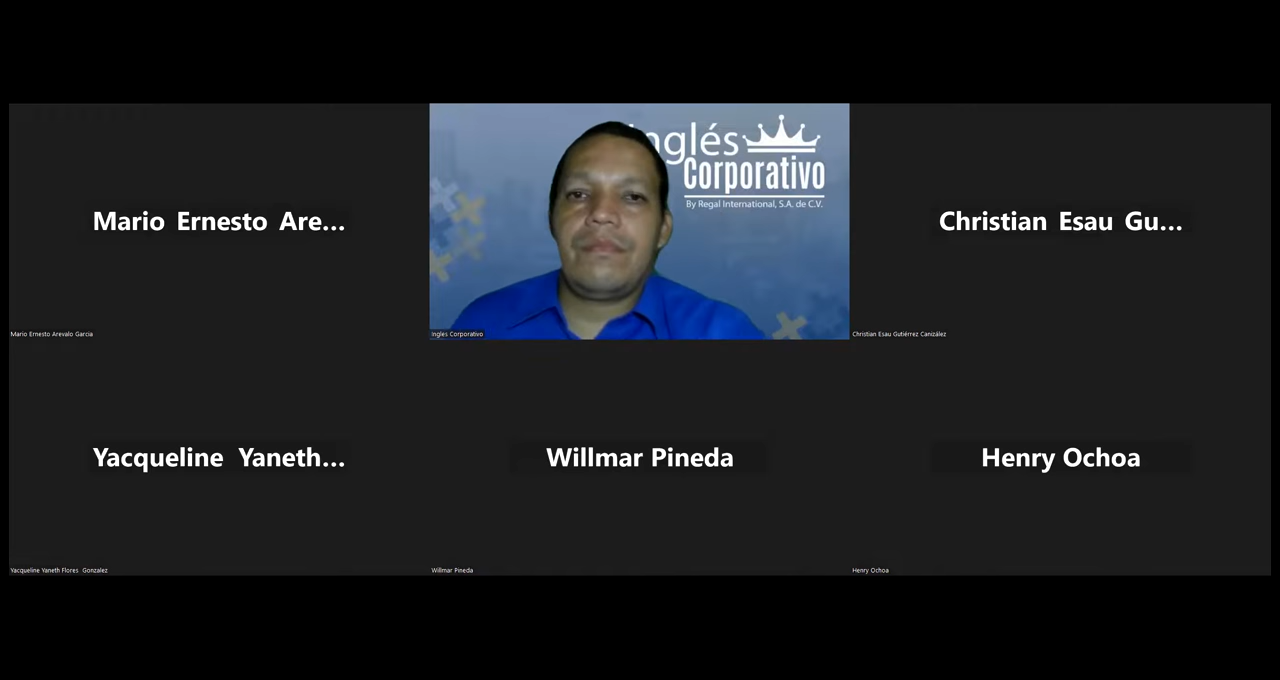 Mario Ernesto Are...
Mario Ernesto Arevalo Garcia
Inglés
Corporativo
By Regal International, S.A. de C.V.
Inglés Corporativo
Christian Esau Gu...
Christian Esau Gutiérrez Canizález
Yacqueline Yaneth...
Yacqueline Yaneth Flores Gonzalez
Willmar Pineda
Willmar Pineda
Henry Ochoa
Henry Ochoa